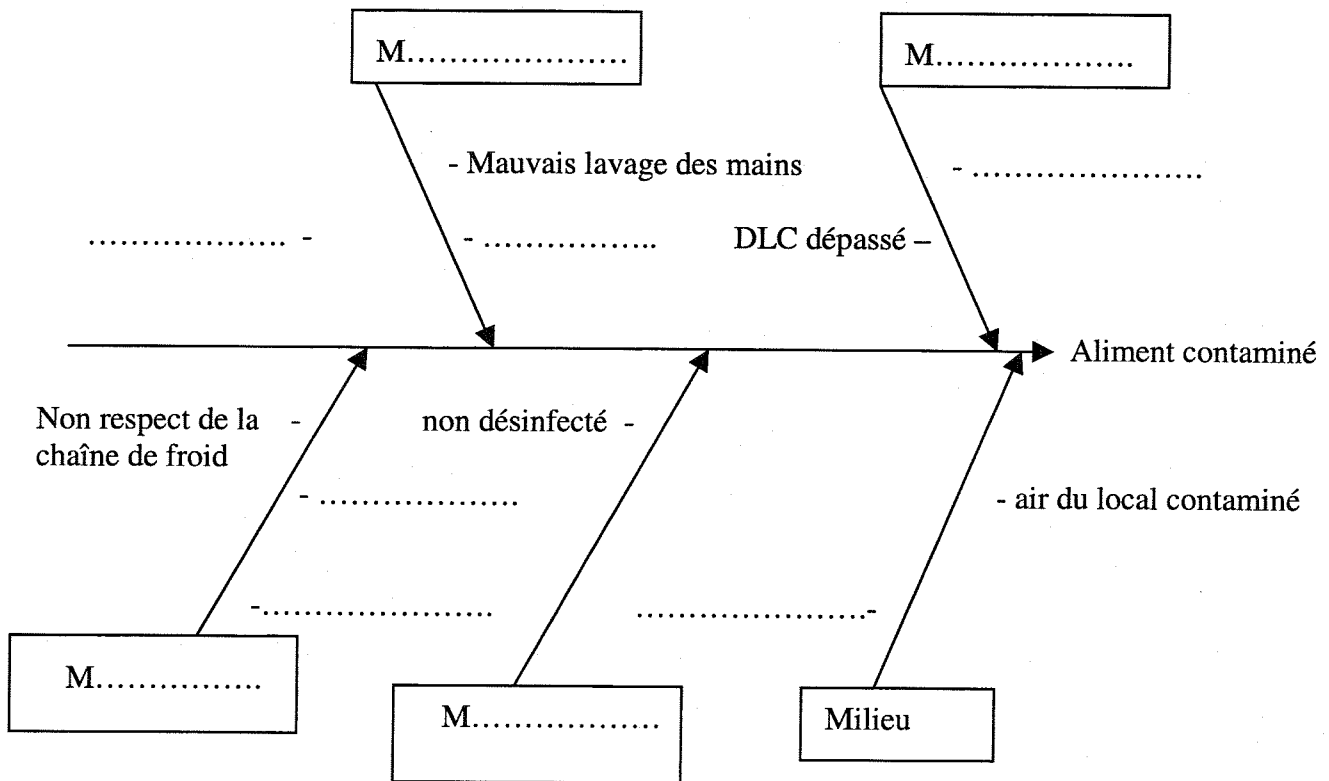 M......................
M...................
- Mauvais lavage des mains
- ......................
................... -
- .................
DLC dépassé –
Aliment contaminé
Non respect de la -
chaîne de froid
non désinfecté -
- ...................
- air du local contaminé
-......................
......................-
M................
M..................
Milieu